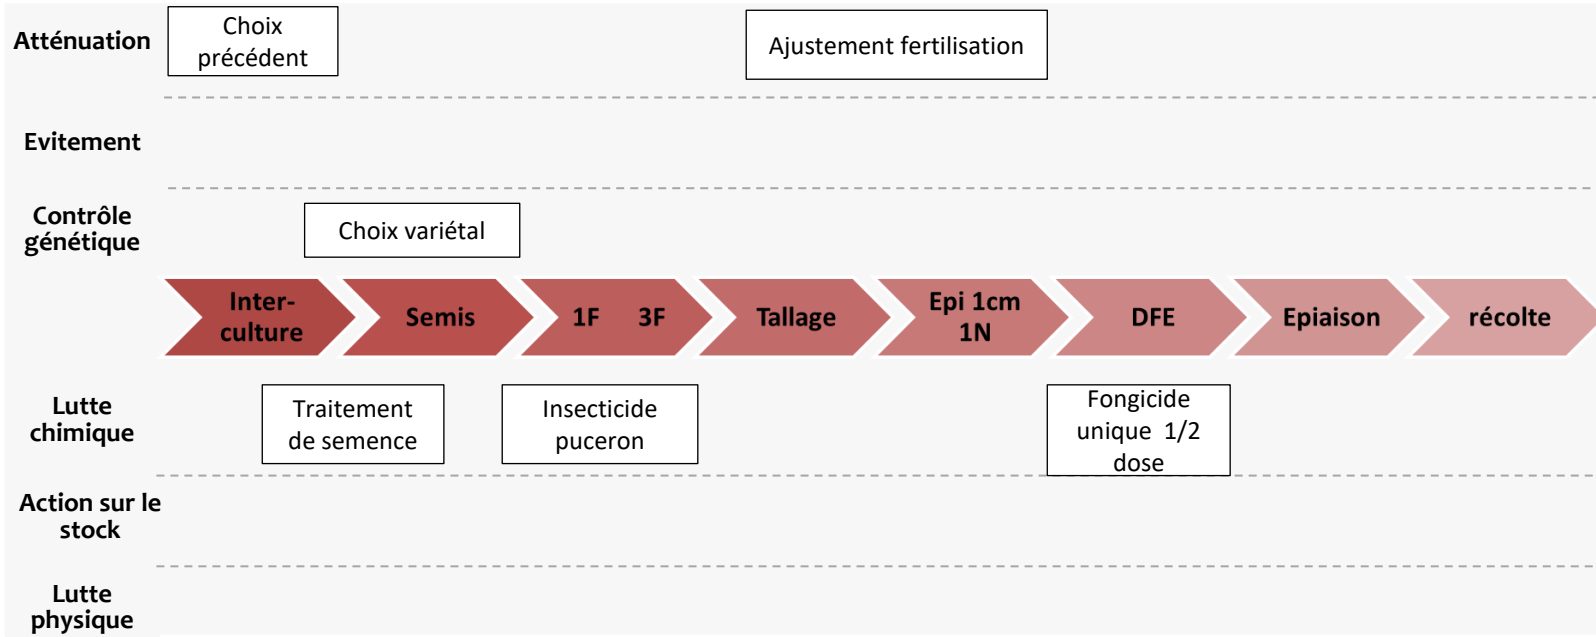 Atténuation
Choix
précédent
Ajustement fertilisation
Evitement
Contrôle
génétique
Choix variétal
Inter-
culture
Semis
1F 3F
Tallage
Epi 1cm
1N
DFE
Epiaison
récolte
Lutte
chimique
Traitement
de semence
Insecticide
puceron
Fongicide
unique 1/2
dose
Action sur le
stock
Lutte
physique